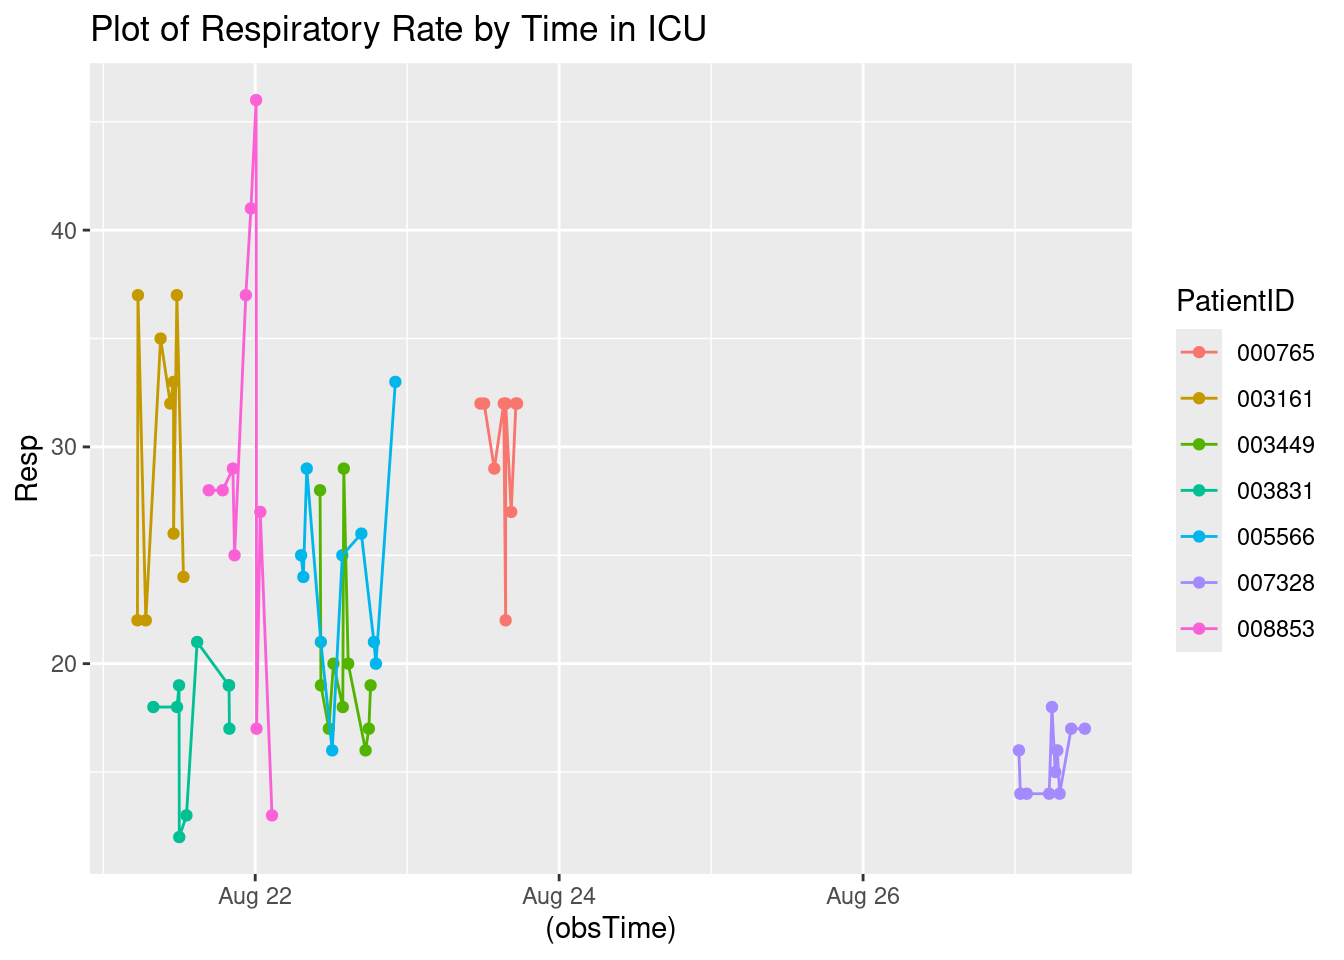 Plot of Respiratory Rate by Time in ICU
Resp
40
30
20
Aug 22
Aug 24
Aug 26
(obsTime)
PatientID
000765
003161
003449
003831
005566
007328
008853